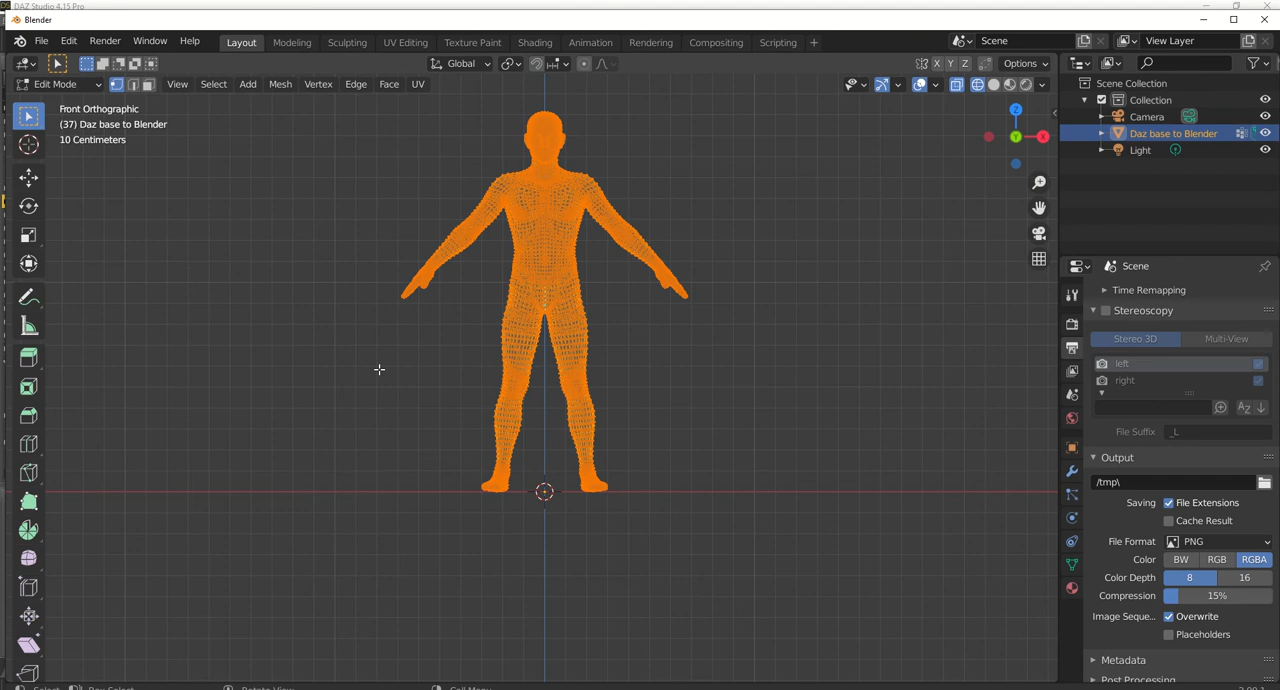 DAZ Studio 4.15 Pro
Blender
File Edit Render Window Help Layout Modeling Sculpting UV Editing Texture Paint Shading Animation Rendering Compositing Scripting + Scene View Layer
Global X Y Z Options
Edit Mode View Select Add Mesh Vertex Edge Face UV
Front Orthographic
(37) Daz base to Blender
10 Centimeters
Z
Y
X
Scene Collection
Collection
Camera
Daz base to Blender
Light
Scene
Time Remapping
Stereoscopy
Stereo 3D Multi-View
left
right
File Suffix _L
Output
/tmp\
Saving File Extensions
Cache Result
File Format PNG
Color BW RGB RGBA
Color Depth 8 16
Compression 15%
Image Seque... Overwrite
Placeholders
Metadata
Post Processing
Select Box Select Rotate View Call Menu